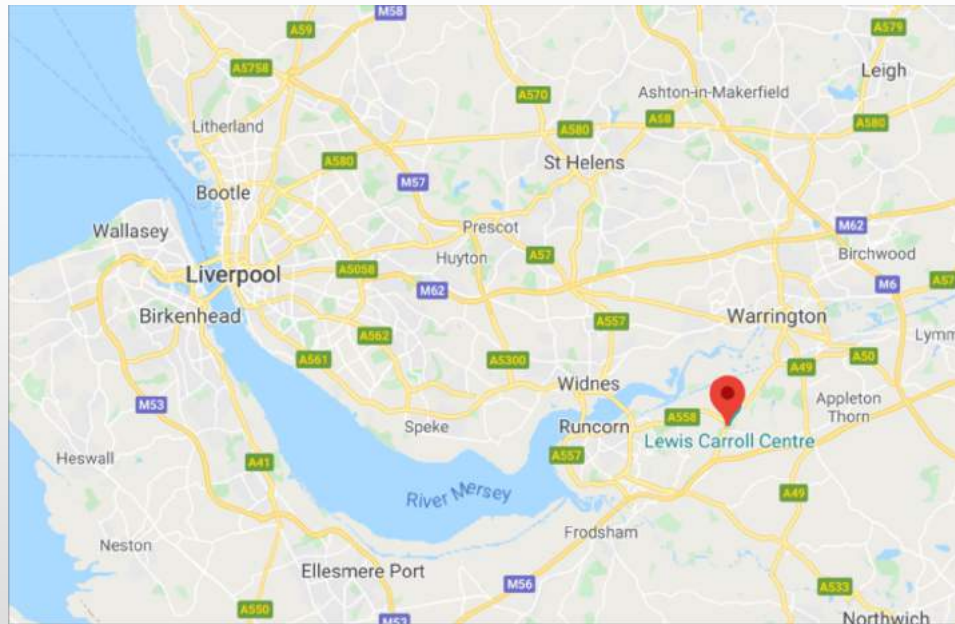 M58
A59
A579
Leigh
A5758
A570
Ashton-in-Makerfield
Litherland
A580
A58
A580
A580
St Helens
M57
Bootle
Prescot
Wallasey
M62
Huyton
A57
Birchwood
Liverpool
A5058
M62
M6
A57
Birkenhead
A557
Warrington
Lymm
A562
A561
A5300
A50
A49
Widnes
M53
Appleton
Thorn
A558
Speke
Runcorn
Lewis Carroll Centre
Heswall
A41
A557
River Mersey
A49
Frodsham
Neston
Ellesmere Port
M56
A533
A550
M53
Northwich